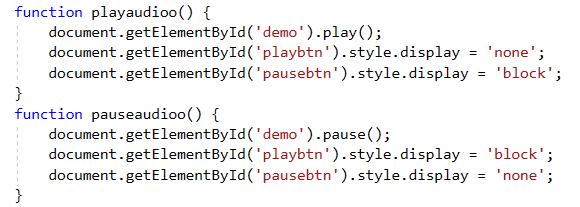 function playaudioo() {
    document.getElementById('demo').play();
    document.getElementById('playbtn').style.display = 'none';
    document.getElementById('pausebtn').style.display = 'block';
}
function pauseaudioo() {
    document.getElementById('demo').pause();
    document.getElementById('playbtn').style.display = 'block';
    document.getElementById('pausebtn').style.display = 'none';
}